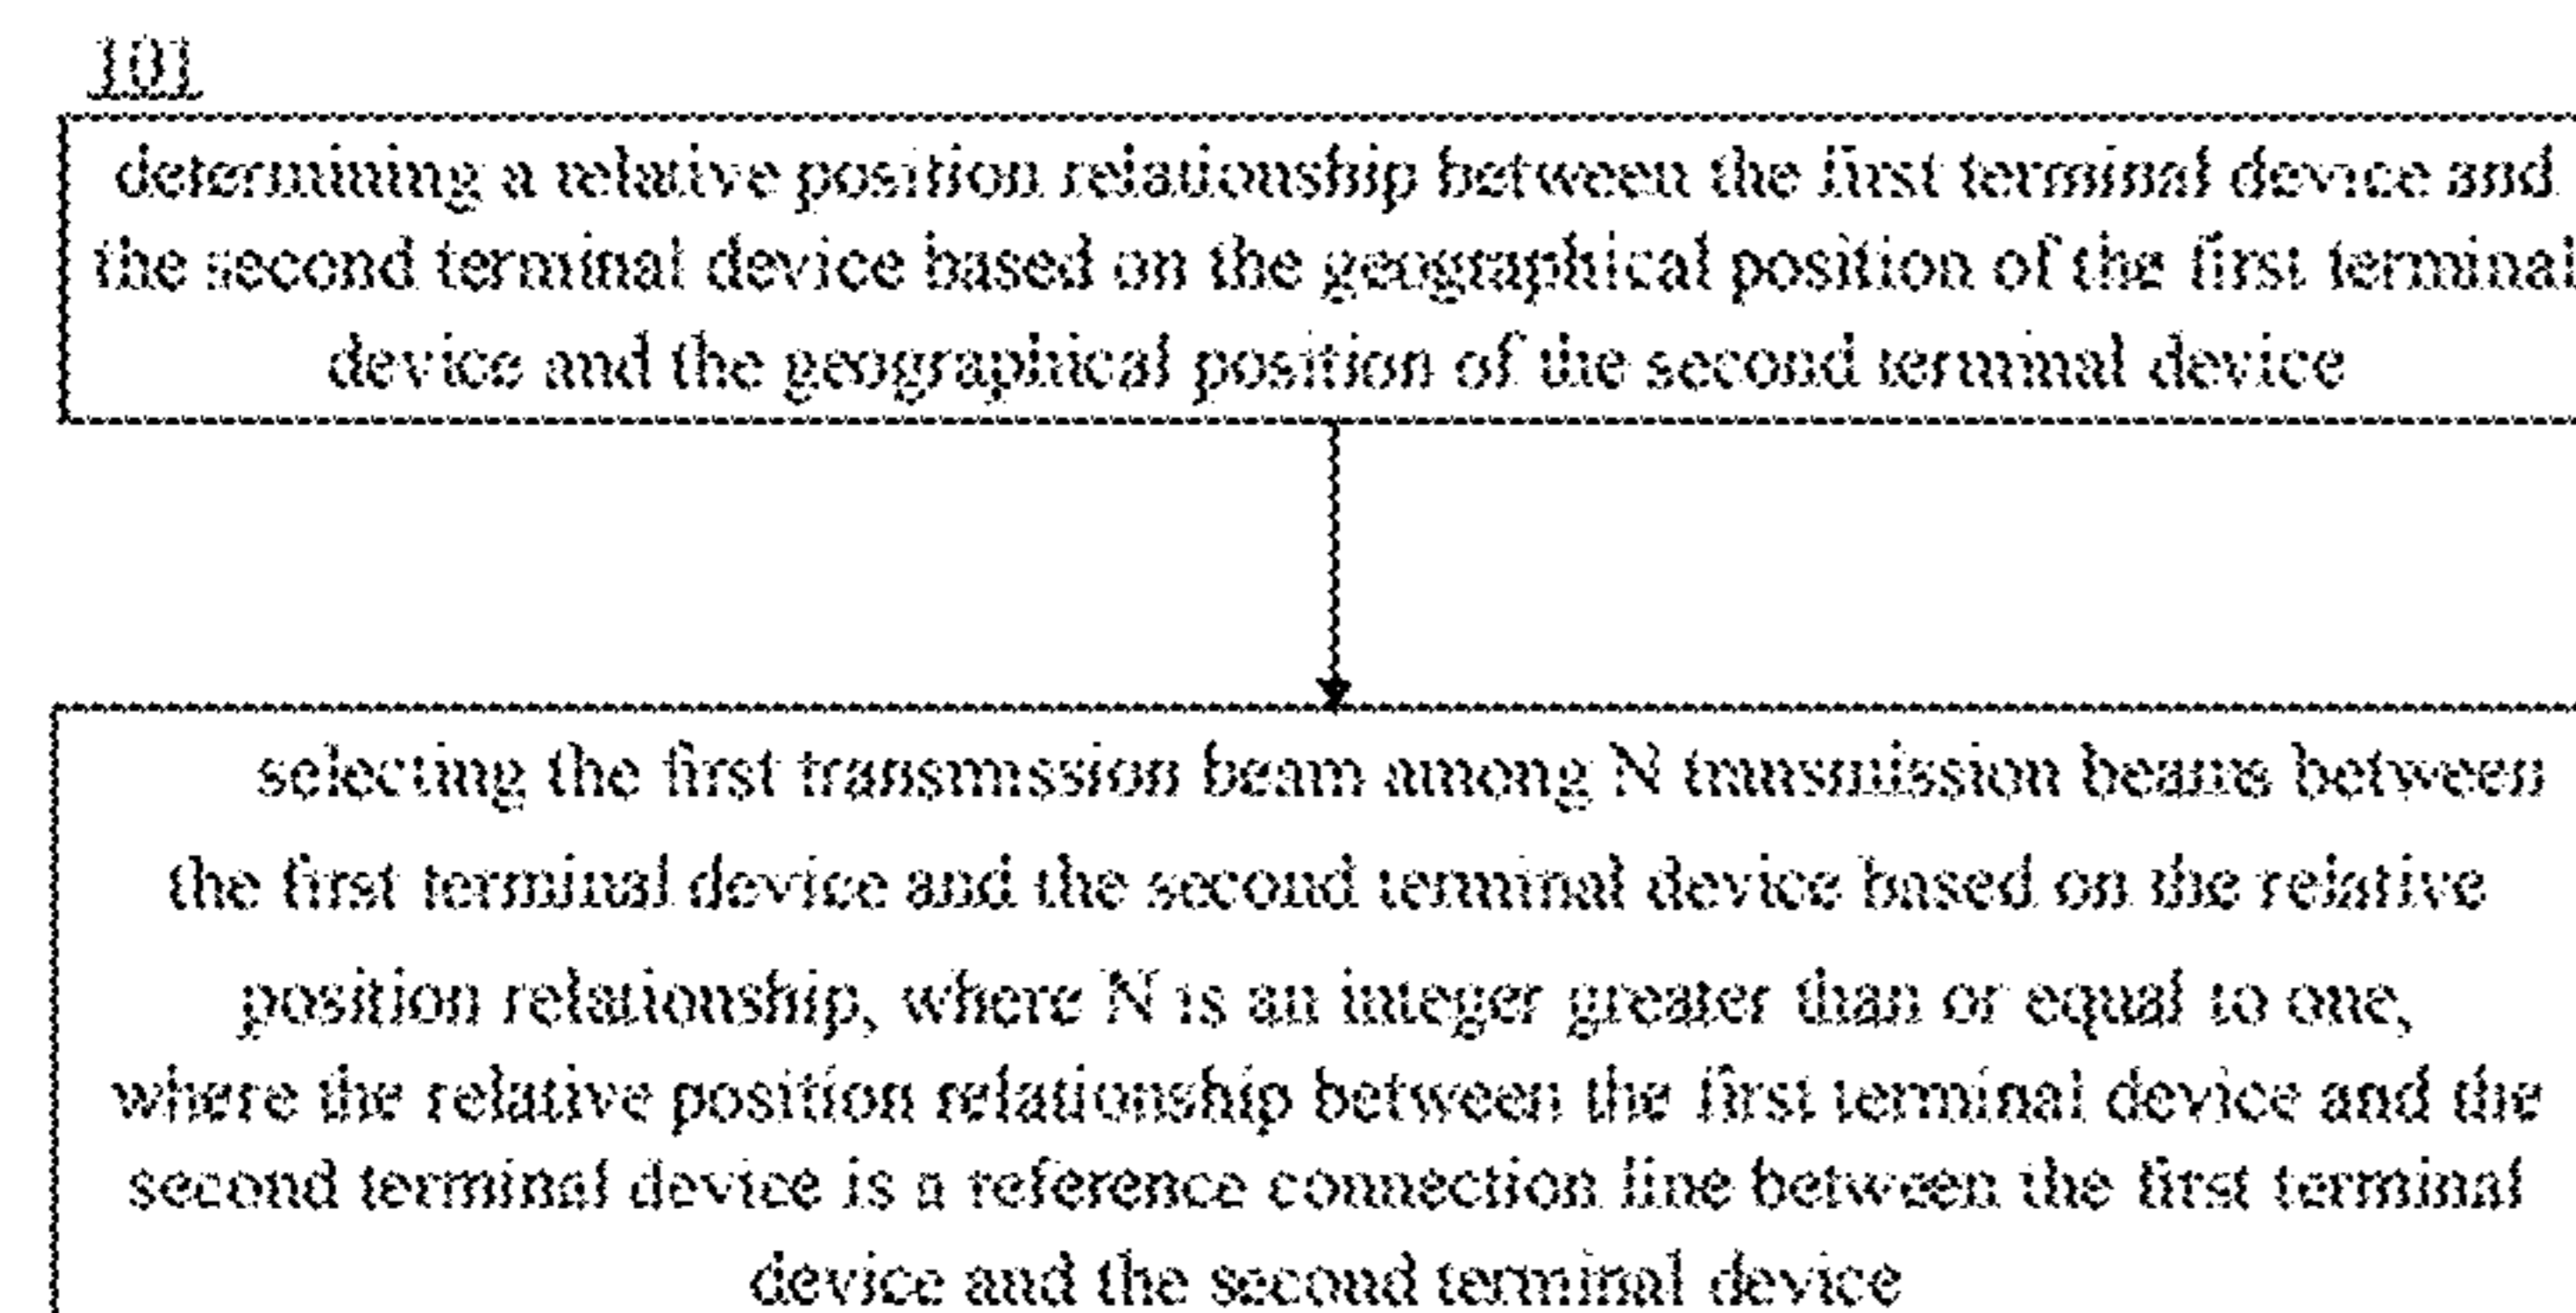 101
determining a relative position relationship between the first terminal device and
the second terminal device based on the geographical position of the first terminal
device and the geographical position of the second terminal device
selecting the first transmission beam among N transmission beams between
the first terminal device and the second terminal device based on the relative
position relationship, where N is an integer greater than or equal to one,
where the relative position relationship between the first terminal device and the
second terminal device is a reference connection line between the first terminal
device and the second terminal device